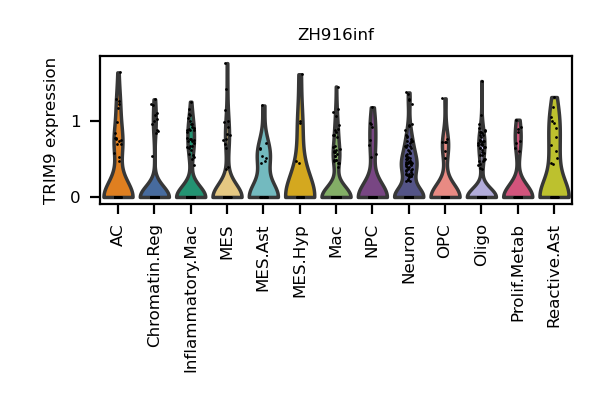 ZH916inf
TRIM9 expression
1
0
AC
Chromatin.Reg
Inflammatory.Mac
MES
MES.Ast
MES.Hyp
Mac
NPC
Neuron
OPC
Oligo
Prolif.Metab
Reactive.Ast